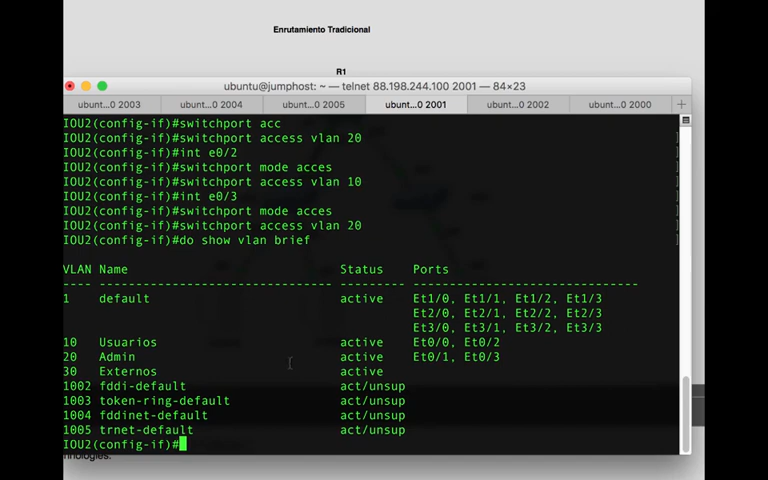 Enrutamiento Tradicional
R1
ubuntu@jumphost: ~ — telnet 88.198.244.100 2001 — 84×23
ubunt...0 2003 ubunt...0 2004 ubunt...0 2005 ubunt...0 2001 ubunt...0 2002 ubunt...0 2000 +
IOU2(config-if)#switchport acc
IOU2(config-if)#switchport access vlan 20
IOU2(config-if)#int e0/2
IOU2(config-if)#switchport mode acces
IOU2(config-if)#switchport access vlan 10
IOU2(config-if)#int e0/3
IOU2(config-if)#switchport mode acces
IOU2(config-if)#switchport access vlan 20
IOU2(config-if)#do show vlan brief
VLAN Name Status Ports
---- -------------------------------- --------- -------------------------------
1 default active Et1/0, Et1/1, Et1/2, Et1/3
Et2/0, Et2/1, Et2/2, Et2/3
Et3/0, Et3/1, Et3/2, Et3/3
10 Usuarios active Et0/0, Et0/2
20 Admin active Et0/1, Et0/3
30 Externos active
1002 fddi-default act/unsup
1003 token-ring-default act/unsup
1004 fddinet-default act/unsup
1005 trnet-default act/unsup
IOU2(config-if)#